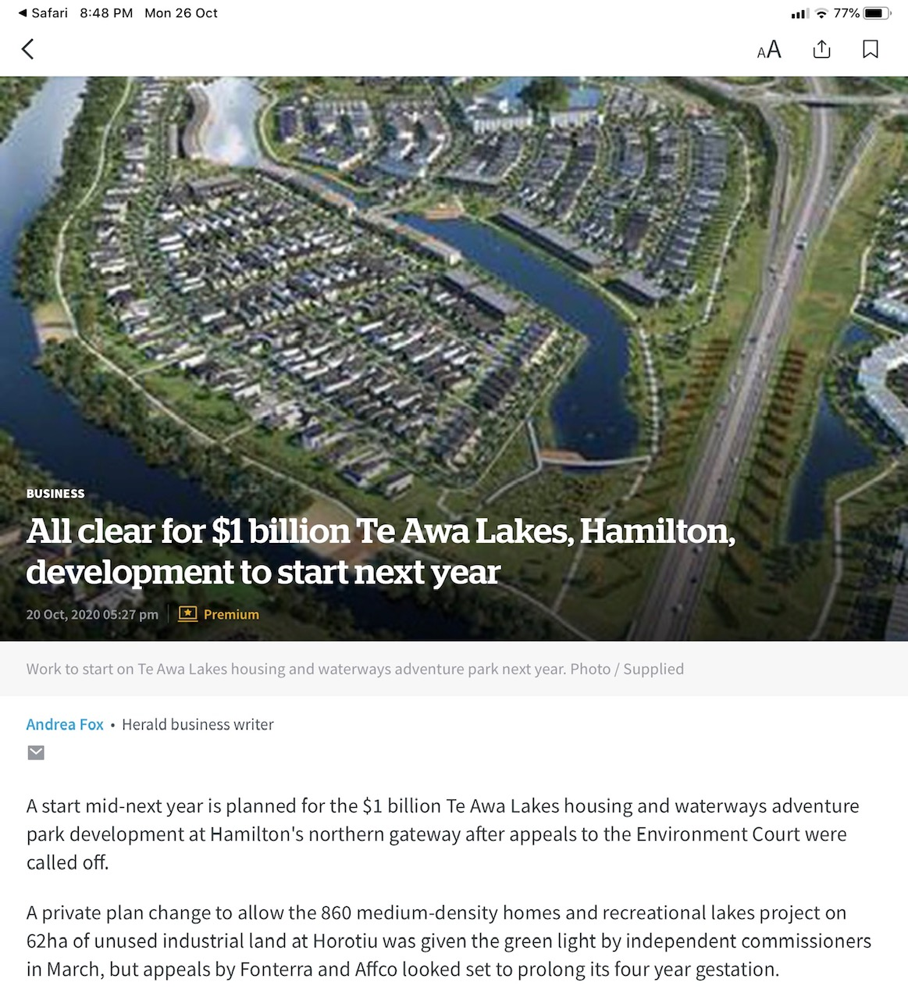 ◀ Safari 8:48 PM Mon 26 Oct 77%
AA
BUSINESS
All clear for $1 billion Te Awa Lakes, Hamilton,
development to start next year
20 Oct, 2020 05:27 pm Premium
Work to start on Te Awa Lakes housing and waterways adventure park next year. Photo / Supplied
Andrea Fox • Herald business writer
A start mid-next year is planned for the $1 billion Te Awa Lakes housing and waterways adventure
park development at Hamilton's northern gateway after appeals to the Environment Court were
called off.
A private plan change to allow the 860 medium-density homes and recreational lakes project on
62ha of unused industrial land at Horotiu was given the green light by independent commissioners
in March, but appeals by Fonterra and Affco looked set to prolong its four year gestation.